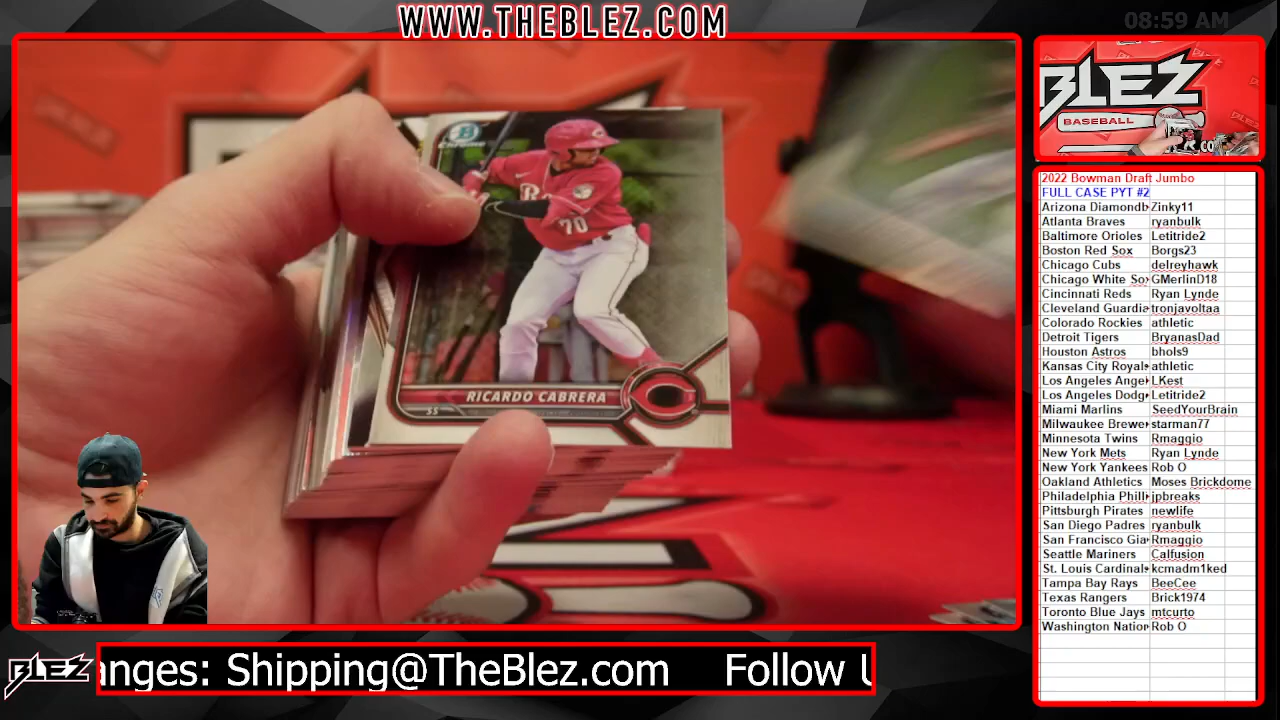 WWW.THEBLEZ.COM
08:59 AM
BLEZ
BASEBALL
Chrome
R
70
RICARDO CABRERA
SS
2022 Bowman Draft Jumbo
FULL CASE PYT #2
Arizona Diamondb Zinky11
Atlanta Braves ryanbulk
Baltimore Orioles Letitride2
Boston Red Sox Borgs23
Chicago Cubs delreyhawk
Chicago White So GMerlinD18
Cincinnati Reds Ryan Lynde
Cleveland Guardia tronjavoltaa
Colorado Rockies athletic
Detroit Tigers BryanasDad
Houston Astros bhols9
Kansas City Royal athletic
Los Angeles Ange LKest
Los Angeles Dodg Letitride2
Miami Marlins SeedYourBrain
Milwaukee Brewe starman77
Minnesota Twins Rmaggio
New York Mets Ryan Lynde
New York Yankees Rob O
Oakland Athletics Moses Brickdome
Philadelphia Philli jpbreaks
Pittsburgh Pirates newlife
San Diego Padres ryanbulk
San Francisco Gia Rmaggio
Seattle Mariners Calfusion
St. Louis Cardinal kcmadm1ked
Tampa Bay Rays BeeCee
Texas Rangers Brick1974
Toronto Blue Jays mtcurto
Washington Nation Rob O
BLEZ
anges: Shipping@TheBlez.com Follow U